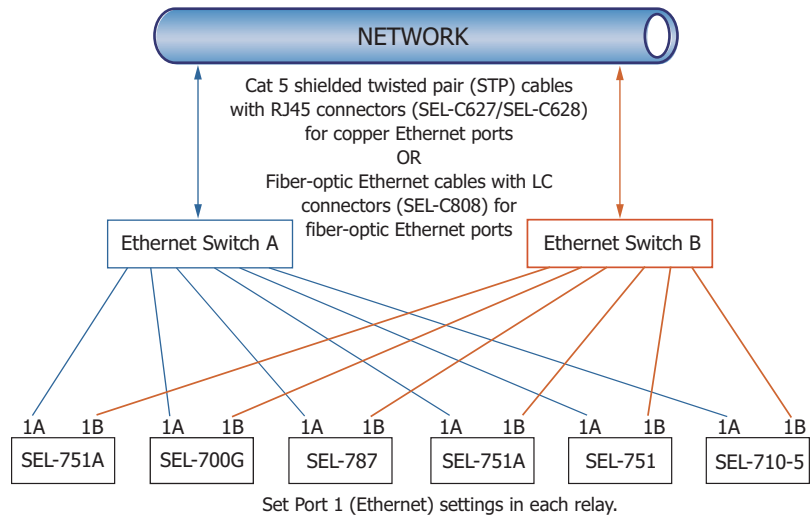 NETWORK
Cat 5 shielded twisted pair (STP) cables
with RJ45 connectors (SEL-C627/SEL-C628)
for copper Ethernet ports
OR
Fiber-optic Ethernet cables with LC
connectors (SEL-C808) for
fiber-optic Ethernet ports
Ethernet Switch A
Ethernet Switch B
1A 1B 1A 1B 1A 1B 1A 1B 1A 1B 1A 1B
SEL-751A SEL-700G SEL-787 SEL-751A SEL-751 SEL-710-5
Set Port 1 (Ethernet) settings in each relay.